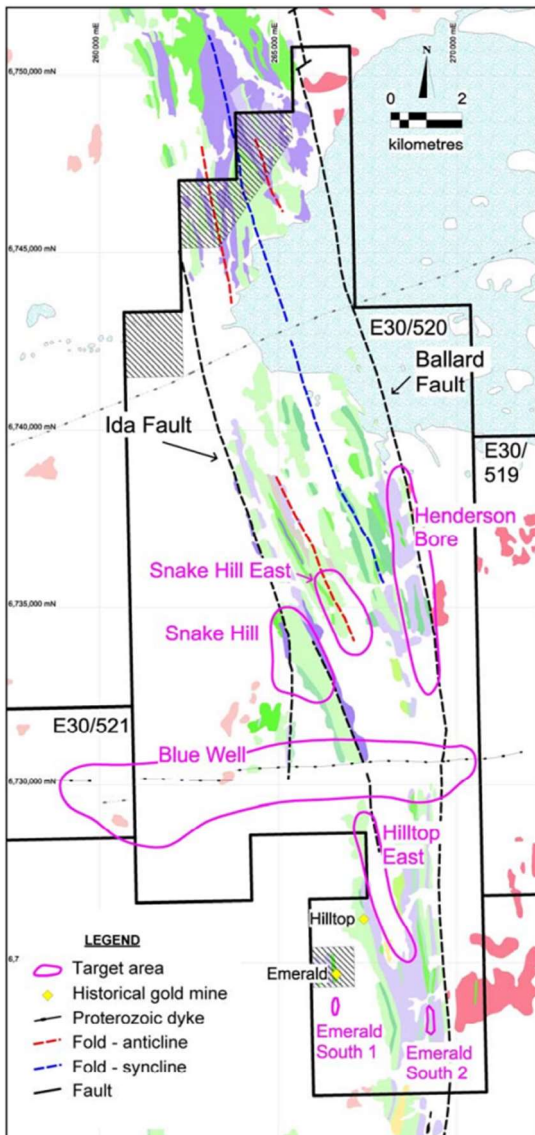 260 000 mE
265 000 mE
270 000 mE
6,750,000 mN
N
0 2
kilometres
6,745,000 mN
E30/520
Ballard
Fault
6,740,000 mN
Ida Fault
E30/
519
Henderson
Bore
Snake Hill East
6,735,000 mN
Snake Hill
E30/521
Blue Well
6,730,000 mN
Hilltop
East
Hilltop
LEGEND
6,7
Target area
Emerald
Historical gold mine
Proterozoic dyke
Emerald
South 1
Emerald
South 2
Fold - anticline
Fold - syncline
Fault